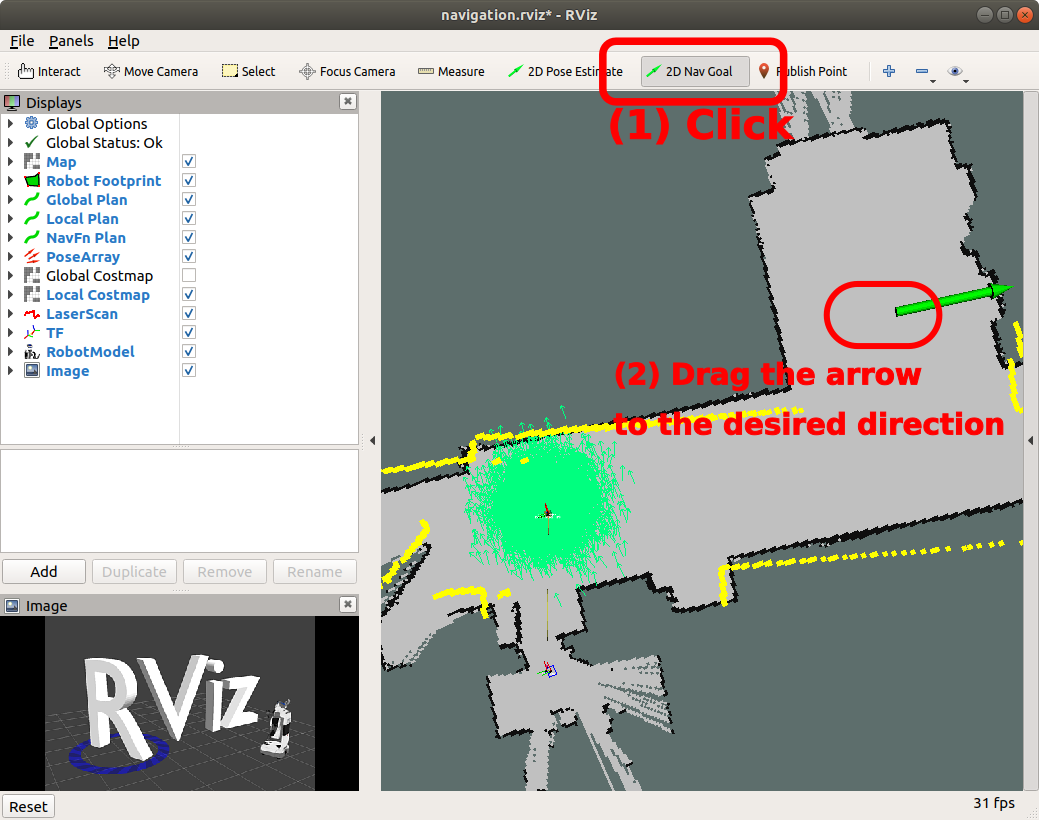 navigation.rviz* - RViz
File Panels Help
Interact Move Camera Select Focus Camera Measure 2D Pose Estimate 2D Nav Goal Publish Point
(1) Click
Displays
Global Options
Global Status: Ok
Map
Robot Footprint
Global Plan
Local Plan
NavFn Plan
PoseArray
Global Costmap
Local Costmap
LaserScan
TF
RobotModel
Image
(2) Drag the arrow
to the desired direction
Add Duplicate Remove Rename
Image
RViz
Reset
31 fps